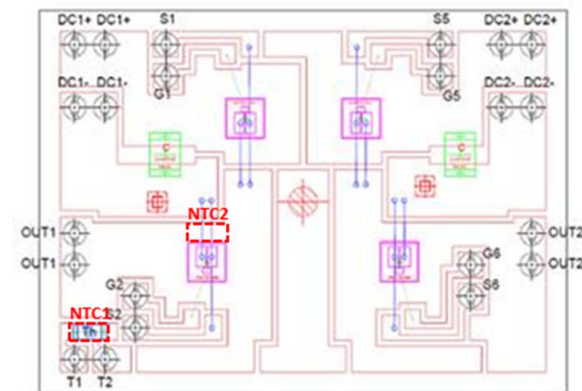 DC1+ DC1+ S1 S5 DC2+ DC2+
DC1- DC1- G1 G5 DC2- DC2-
C C
NTC2
OUT1 OUT2
OUT1 G2 G6 OUT2
NTC1 S2 S6
Th
T1 T2